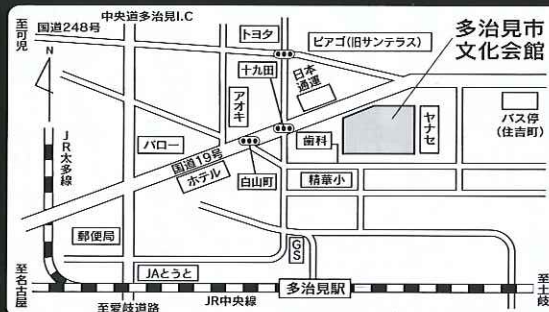 中央道多治見I.C
至可児
国道248号
トヨタ
ピアゴ(旧サンテラス)
多治見市
文化会館
N
十九田
日本
通運
アオキ
ヤナセ
バス停
(住吉町)
JR太多線
バロー
国道19号
歯科
ホテル
白山町
精華小
郵便局
GS
至名古屋
JAとうと
多治見駅
至土岐
至愛岐道路
JR中央線